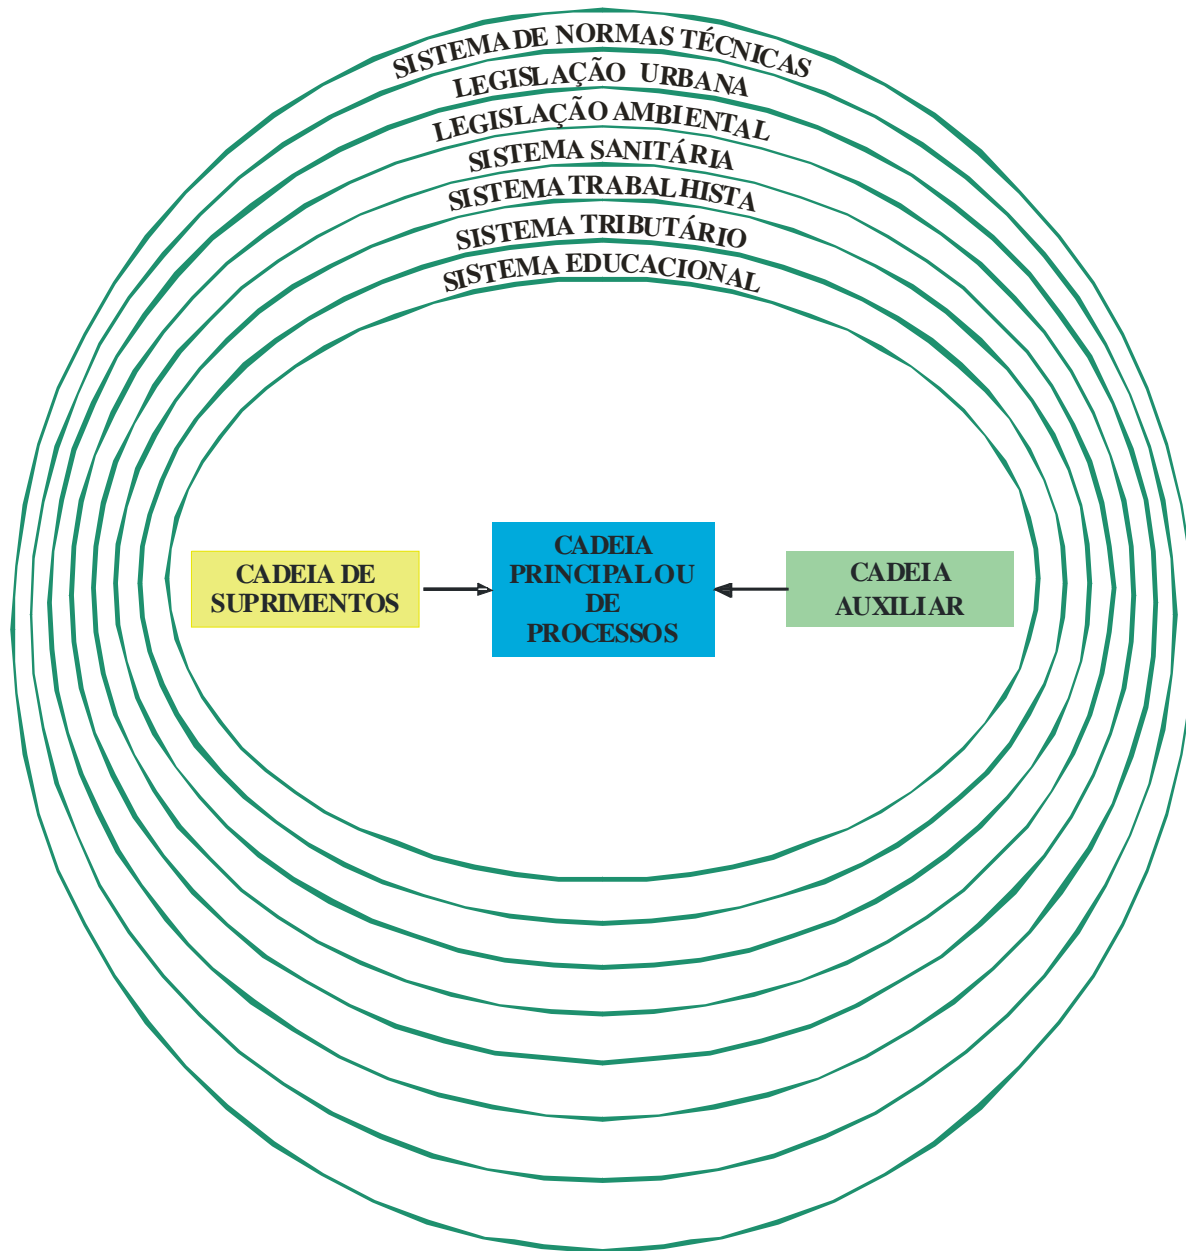 SISTEMA DE NORMAS TÉCNICAS
LEGISLAÇÃO URBANA
LEGISLAÇÃO AMBIENTAL
SISTEMA SANITÁRIA
SISTEMA TRABALHISTA
SISTEMA TRIBUTÁRIO
SISTEMA EDUCACIONAL
CADEIA DE
SUPRIMENTOS
CADEIA
PRINCIPAL OU
DE
PROCESSOS
CADEIA
AUXILIAR